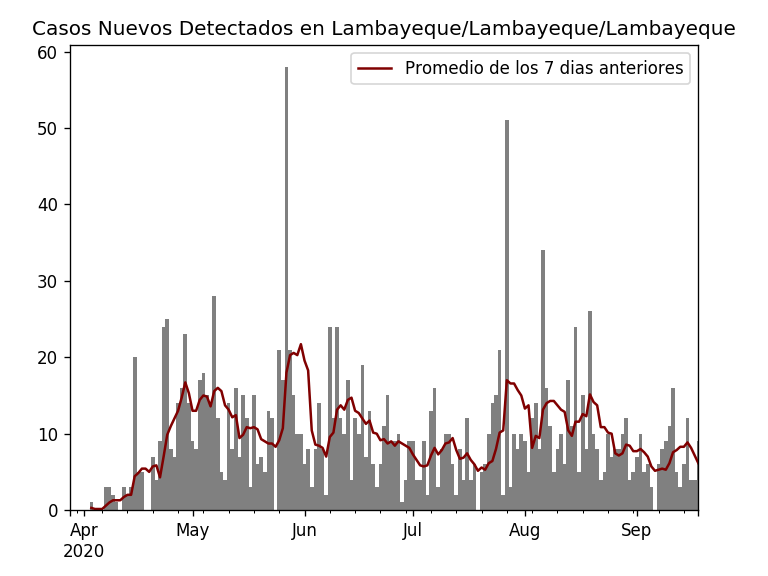 Casos Nuevos Detectados en Lambayeque/Lambayeque/Lambayeque
Promedio de los 7 dias anteriores
60
50
40
30
20
10
0
Apr May Jun Jul Aug Sep
2020